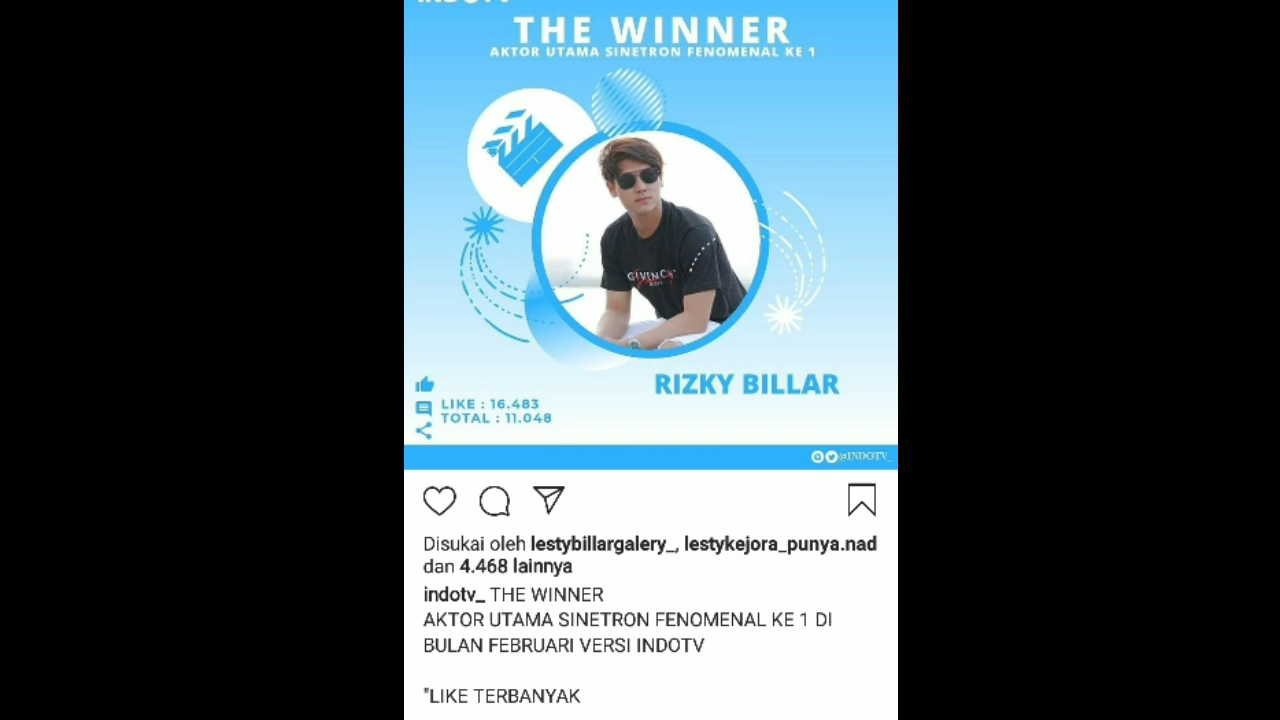 INDOTV
THE WINNER
AKTOR UTAMA SINETRON FENOMENAL KE 1
GIVENCHY
RIZKY BILLAR
LIKE : 16.483
TOTAL : 11.048
@INDOTV_
Disukai oleh lestybillargalery_, lestykejora_punya.nad
dan 4.468 lainnya
indotv_ THE WINNER
AKTOR UTAMA SINETRON FENOMENAL KE 1 DI
BULAN FEBRUARI VERSI INDOTV
"LIKE TERBANYAK